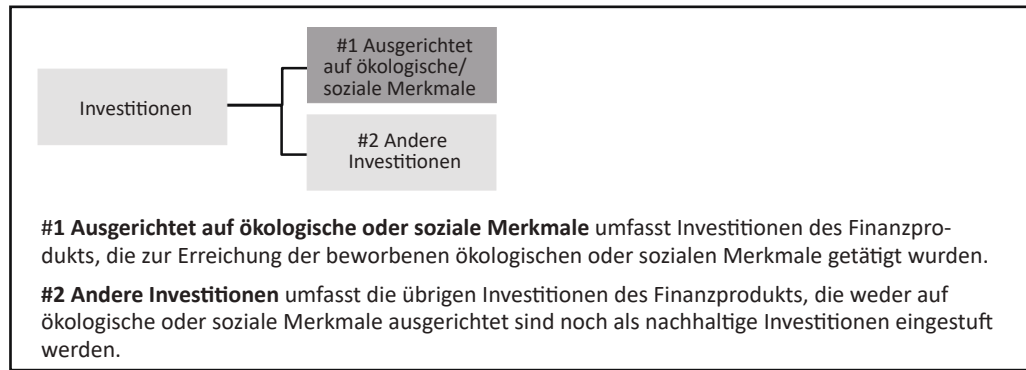 #1 Ausgerichtet
auf ökologische/
soziale Merkmale
Investitionen
#2 Andere
Investitionen
#1 Ausgerichtet auf ökologische oder soziale Merkmale umfasst Investitionen des Finanzpro-
dukts, die zur Erreichung der beworbenen ökologischen oder sozialen Merkmale getätigt wurden.
#2 Andere Investitionen umfasst die übrigen Investitionen des Finanzprodukts, die weder auf
ökologische oder soziale Merkmale ausgerichtet sind noch als nachhaltige Investitionen eingestuft
werden.